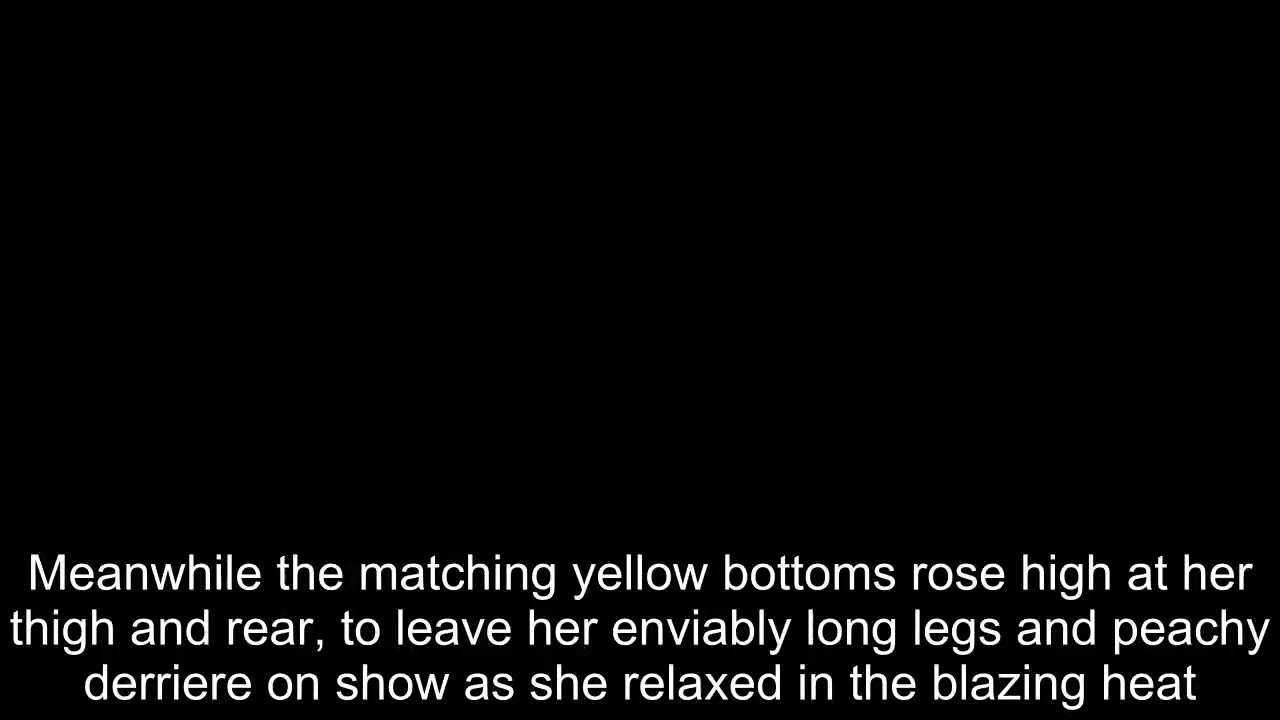 Meanwhile the matching yellow bottoms rose high at her
thigh and rear, to leave her enviably long legs and peachy
derriere on show as she relaxed in the blazing heat